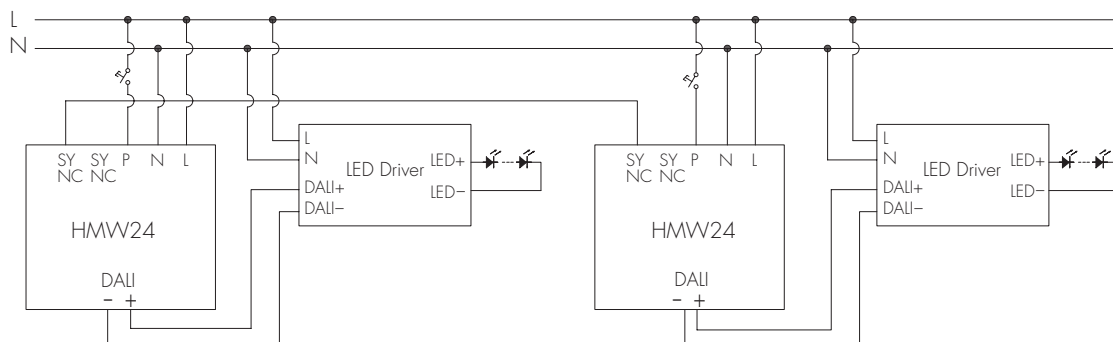 L
N
SY NC
SY NC
P
N
L
HMW24
DALI
- +
L
N
DALI+
DALI-
LED Driver
LED+
LED-
SY NC
SY NC
P
N
L
HMW24
DALI
- +
L
N
DALI+
DALI-
LED Driver
LED+
LED-